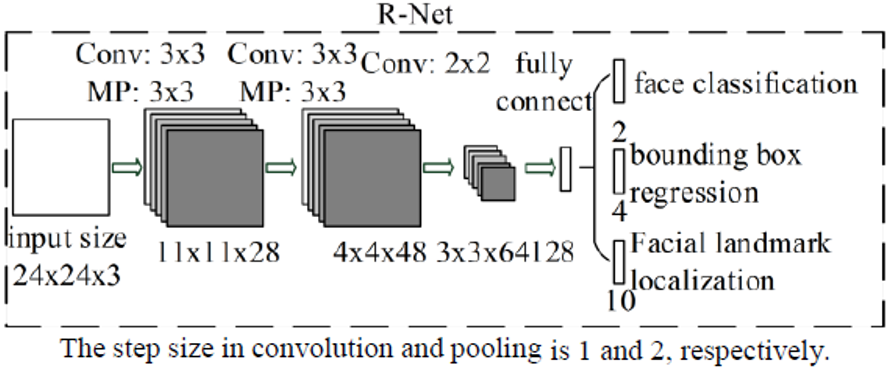 R-Net
Conv: 3x3 Conv: 3x3 Conv: 2x2 fully
MP: 3x3 MP: 3x3 connect
face classification
2
bounding box
regression
4
input size
24x24x3
11x11x28 4x4x48 3x3x64 128
Facial landmark
localization
10
The step size in convolution and pooling is 1 and 2, respectively.